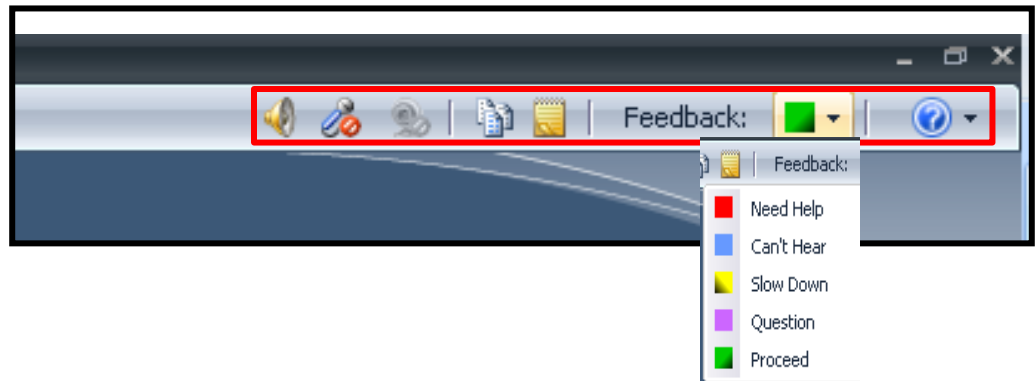 Feedback:
Feedback:
Need Help
Can't Hear
Slow Down
Question
Proceed